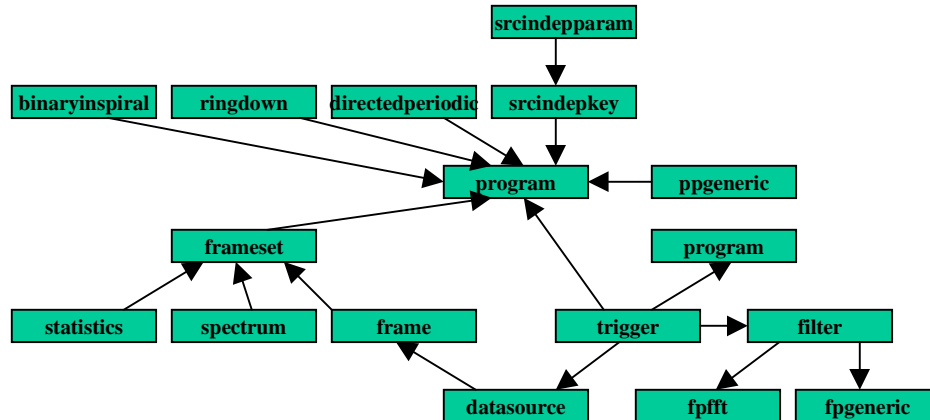 srcindepparam
binaryinspiral
ringdown
directedperiodic
srcindepkey
program
ppgeneric
frameset
program
statistics
spectrum
frame
trigger
filter
datasource
fpfft
fpgeneric